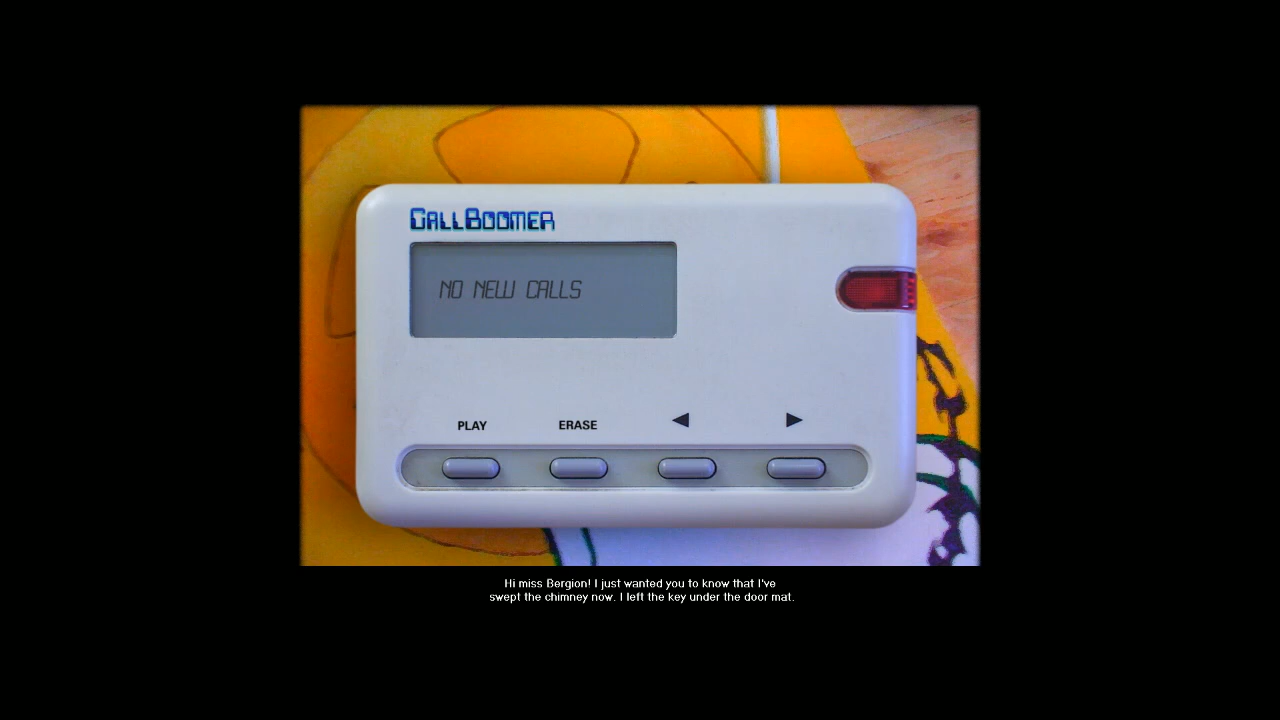 CALLBOOMER
NO NEW CALLS
PLAY ERASE ◀ ▶
Hi miss Bergion! I just wanted you to know that I've
swept the chimney now. I left the key under the door mat.